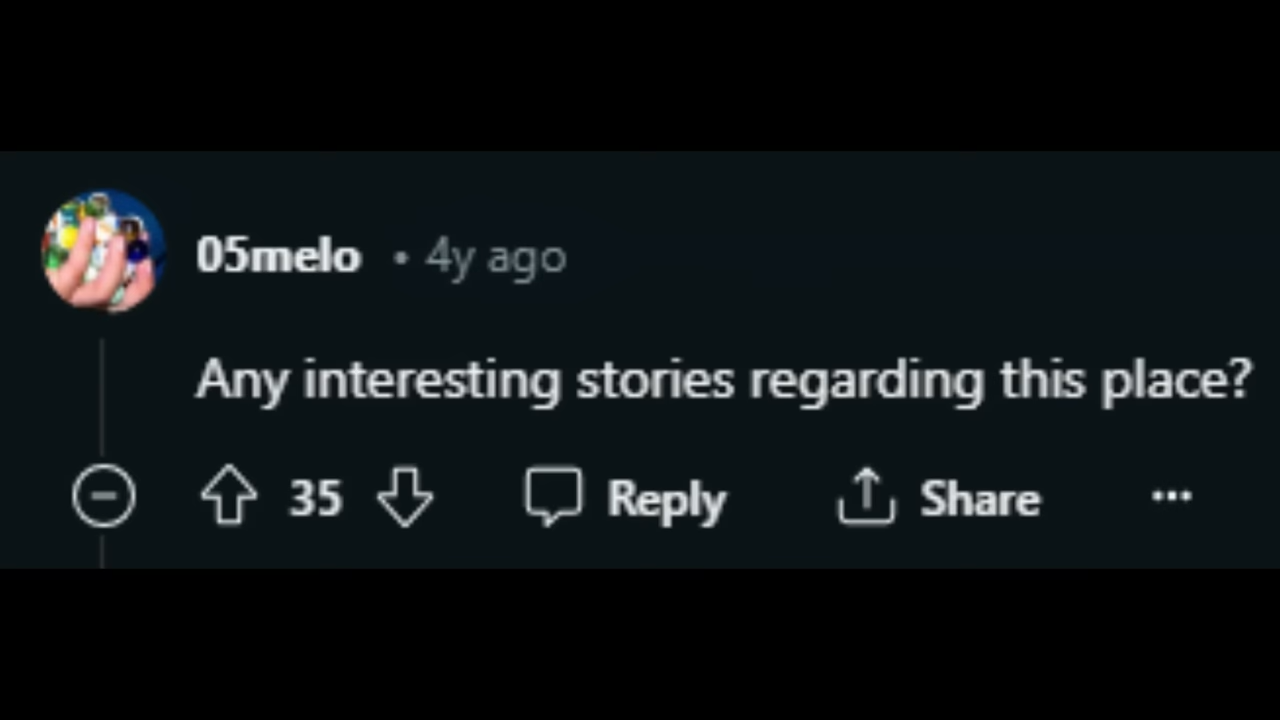 05melo • 4y ago
Any interesting stories regarding this place?
35 Reply Share ...